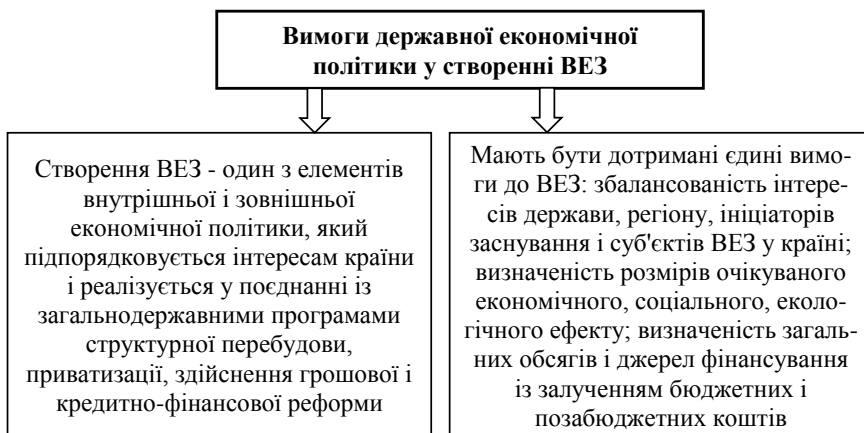 Вимоги державної економічної
політики у створенні ВЕЗ
Створення ВЕЗ - один з елементів
внутрішньої і зовнішньої
економічної політики, який
підпорядковується інтересам країни
і реалізується у поєднанні із
загальнодержавними програмами
структурної перебудови,
приватизації, здійснення грошової і
кредитно-фінансової реформи
Мають бути дотримані єдині вимо-
ги до ВЕЗ: збалансованість інтере-
сів держави, регіону, ініціаторів
заснування і суб'єктів ВЕЗ у країні;
визначеність розмірів очікуваного
економічного, соціального, еколо-
гічного ефекту; визначеність загаль-
них обсягів і джерел фінансування
із залученням бюджетних і
позабюджетних коштів